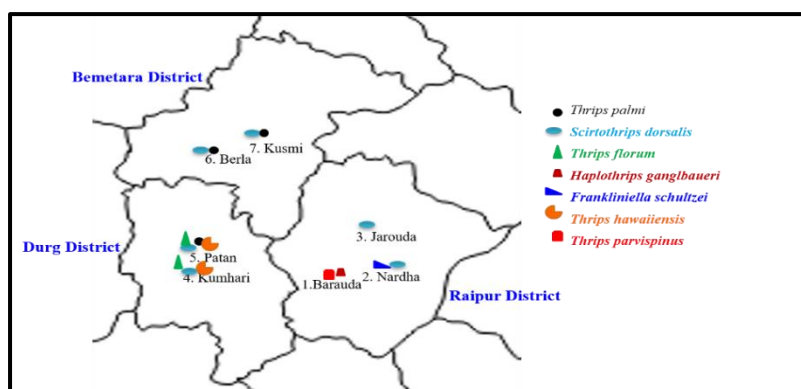 Bemetara District
7. Kusmi
6. Berla
Durg District
5. Patan
4. Kumhari
3. Jarouda
1.Barauda
2. Nardha
Raipur District
Thrips palmi
Scirtothrips dorsalis
Thrips florum
Haplothrips ganglbaueri
Frankliniella schultzei
Thrips hawaiiensis
Thrips parvispinus